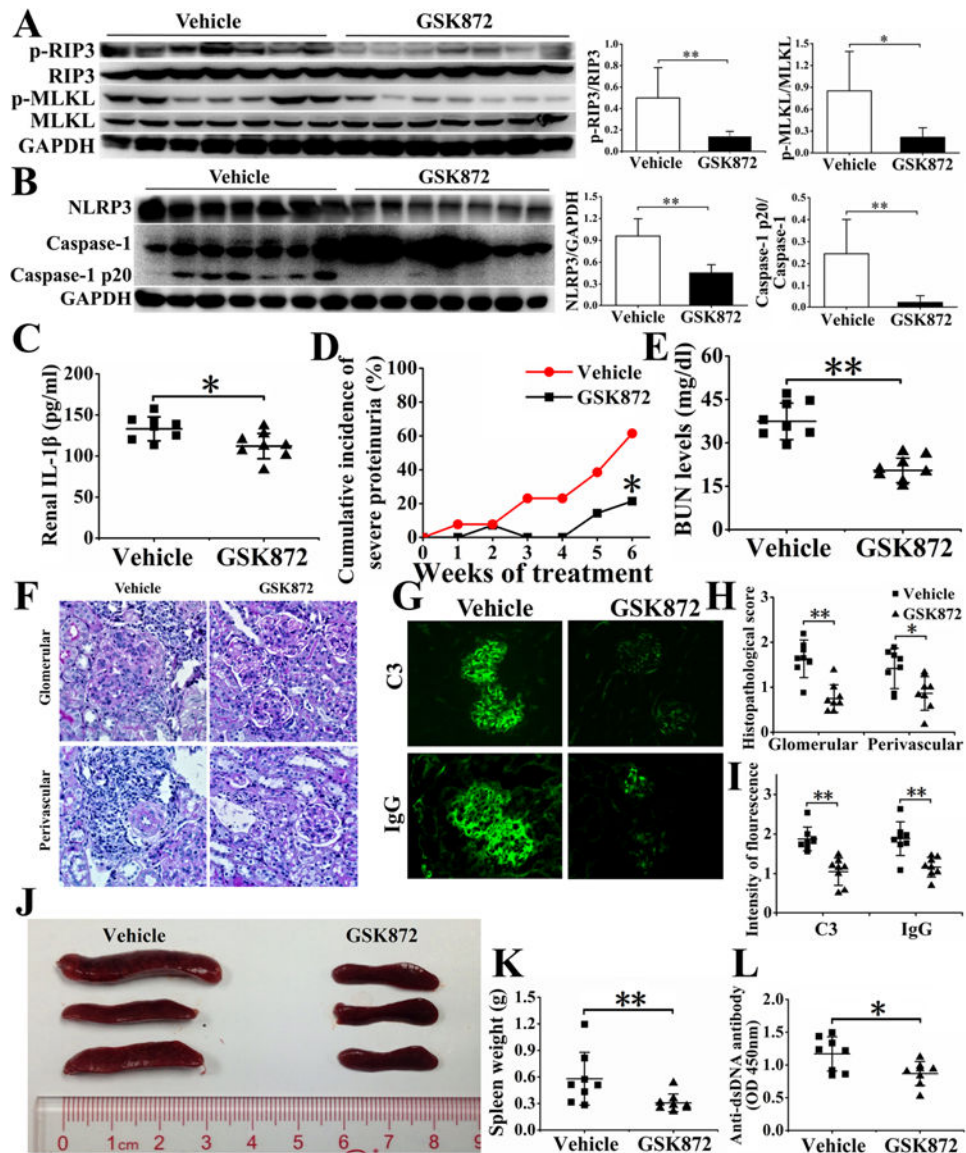 A
Vehicle
GSK872
p-RIP3
RIP3
p-MLKL
MLKL
GAPDH
p-RIP3/RIP3
1.2
0.9
0.6
0.3
0.0
**
Vehicle
GSK872
p-MLKL/MLKL
1.5
1.2
0.9
0.6
0.3
0.0
*
Vehicle
GSK872
B
Vehicle
GSK872
NLRP3
Caspase-1
Caspase-1 p20
GAPDH
NLRP3/GAPDH
1.5
1.2
0.9
0.6
0.3
0.0
**
Vehicle
GSK872
Caspase-1 p20/
Caspase-1
0.5
0.4
0.3
0.2
0.1
0.0
**
Vehicle
GSK872
C
Renal IL-1β (pg/ml)
200
150
100
50
0
*
Vehicle
GSK872
D
Cumulative incidence of
severe proteinuria (%)
100
80
60
40
20
0
Vehicle
GSK872
*
0 1 2 3 4 5 6
Weeks of treatment
E
BUN levels (mg/dl)
60
45
30
15
0
**
Vehicle
GSK872
F
Vehicle
GSK872
Glomerular
Perivascular
G
Vehicle
GSK872
C3
IgG
H
Histopathological score
3
2
1
0
Vehicle
GSK872
**
*
Glomerular
Perivascular
I
Intensity of flourescence
4
3
2
1
0
**
**
C3
IgG
J
Vehicle
GSK872
0 1 cm 2 3 4 5 6 7 8 9
K
Spleen weight (g)
1.5
1.2
0.9
0.6
0.3
0.0
**
Vehicle
GSK872
L
Anti-dsDNA antibody
(OD 450nm)
2.0
1.5
1.0
0.5
0.0
*
Vehicle
GSK872